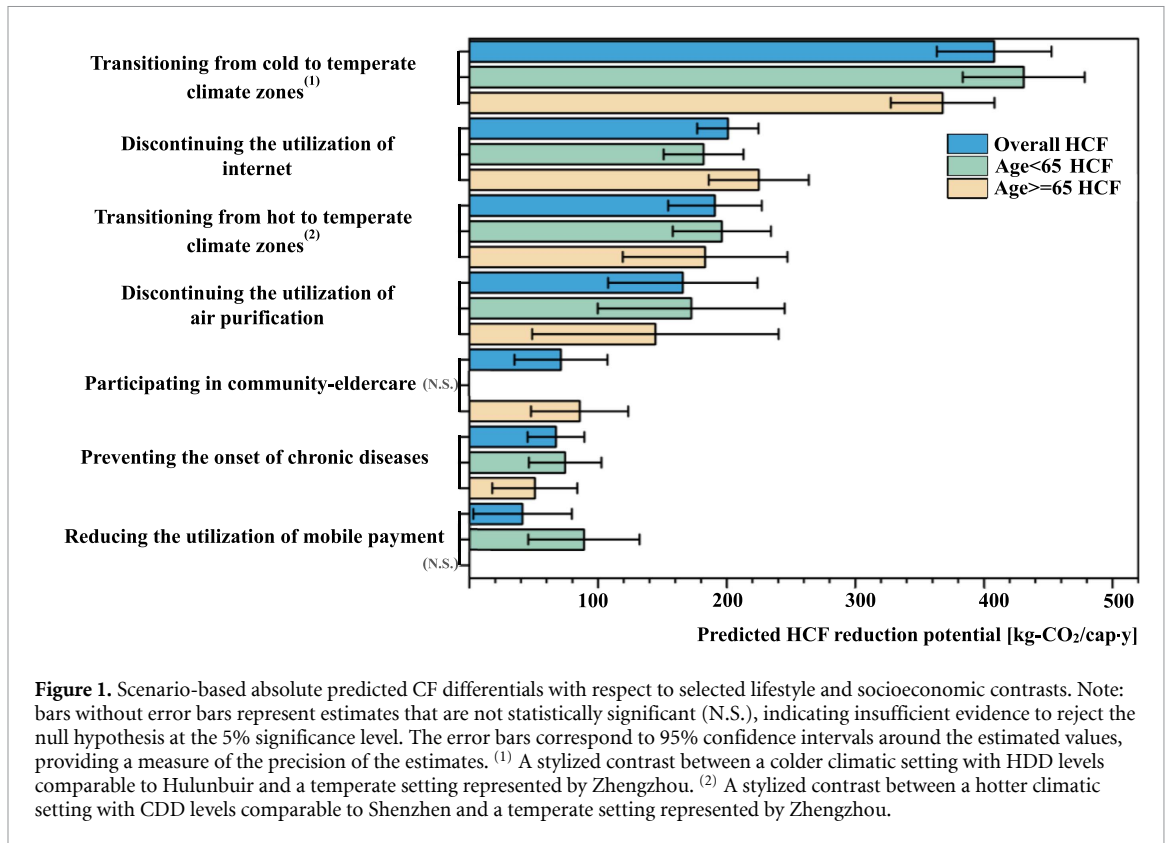 Transitioning from cold to temperate
climate zones(1)
Discontinuing the utilization of
internet
Transitioning from hot to temperate
climate zones(2)
Discontinuing the utilization of
air purification
Participating in community-eldercare (N.S.)
Preventing the onset of chronic diseases
Reducing the utilization of mobile payment
(N.S.)
Overall HCF
Age<65 HCF
Age>=65 HCF
100 200 300 400 500
Predicted HCF reduction potential [kg-CO₂/cap·y]
Figure 1. Scenario-based absolute predicted CF differentials with respect to selected lifestyle and socioeconomic contrasts. Note:
bars without error bars represent estimates that are not statistically significant (N.S.), indicating insufficient evidence to reject the
null hypothesis at the 5% significance level. The error bars correspond to 95% confidence intervals around the estimated values,
providing a measure of the precision of the estimates. (1) A stylized contrast between a colder climatic setting with HDD levels
comparable to Hulunbuir and a temperate setting represented by Zhengzhou. (2) A stylized contrast between a hotter climatic
setting with CDD levels comparable to Shenzhen and a temperate setting represented by Zhengzhou.